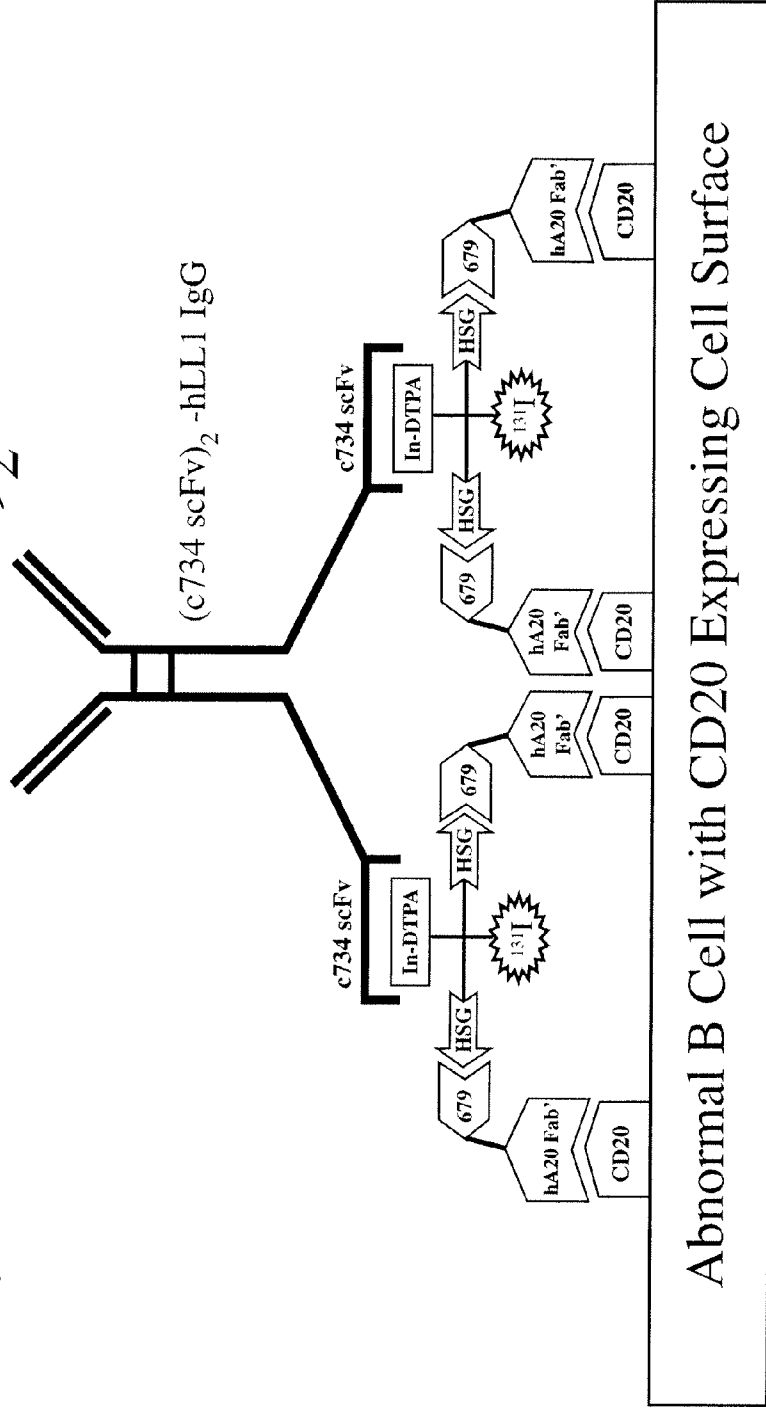 2
(c734 scFv)₂ -hLL1 IgG
c734 scFv c734 scFv
In-DTPA In-DTPA
679 HSG HSG 679 679 HSG HSG 679
¹³¹I ¹³¹I
hA20 Fab' hA20 Fab' hA20 Fab' hA20 Fab'
CD20 CD20 CD20 CD20
Abnormal B Cell with CD20 Expressing Cell Surface